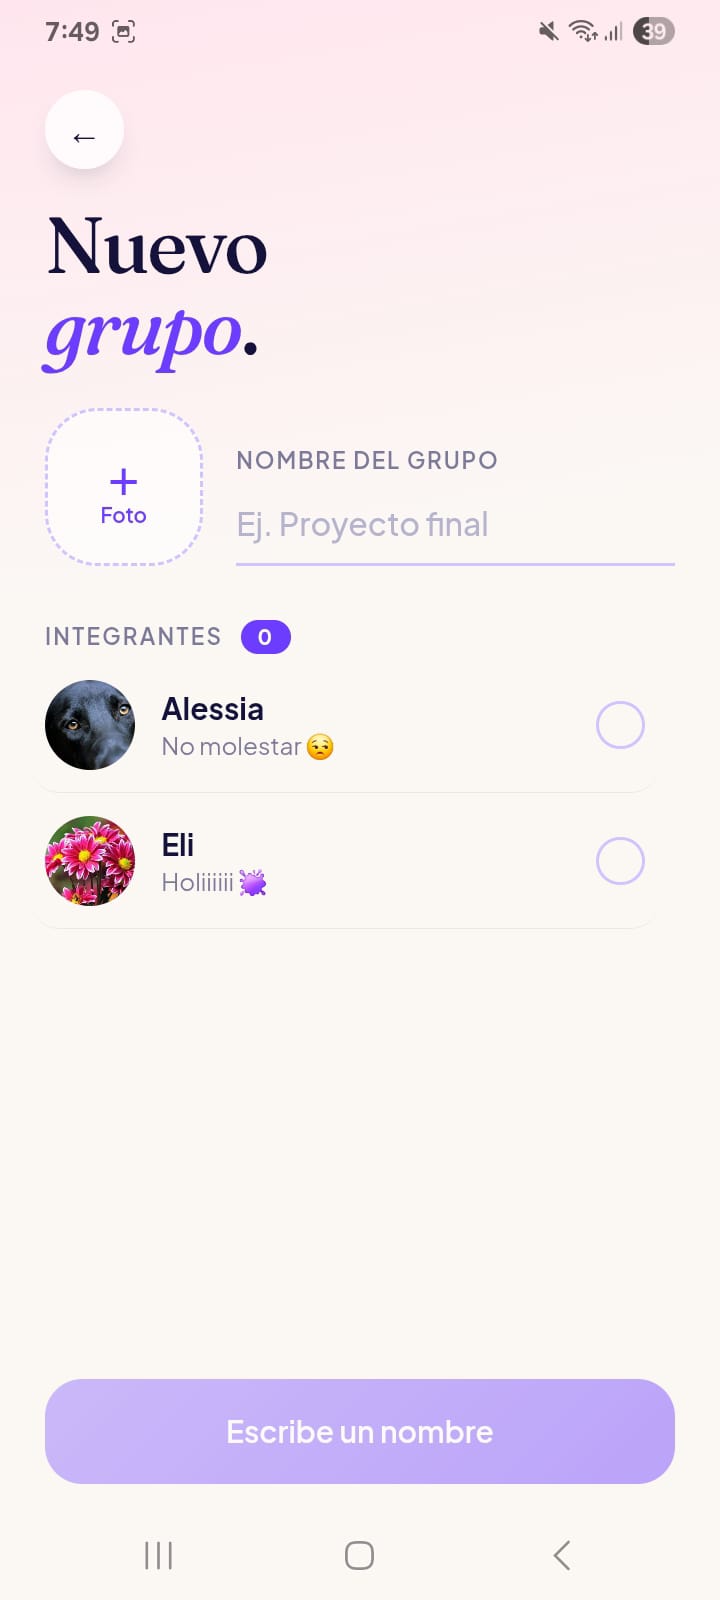 7:49
39
←
Nuevo
grupo.
+
Foto
NOMBRE DEL GRUPO
Ej. Proyecto final
INTEGRANTES 0
Alessia
No molestar 😒
Eli
Holiiiiiii
Escribe un nombre